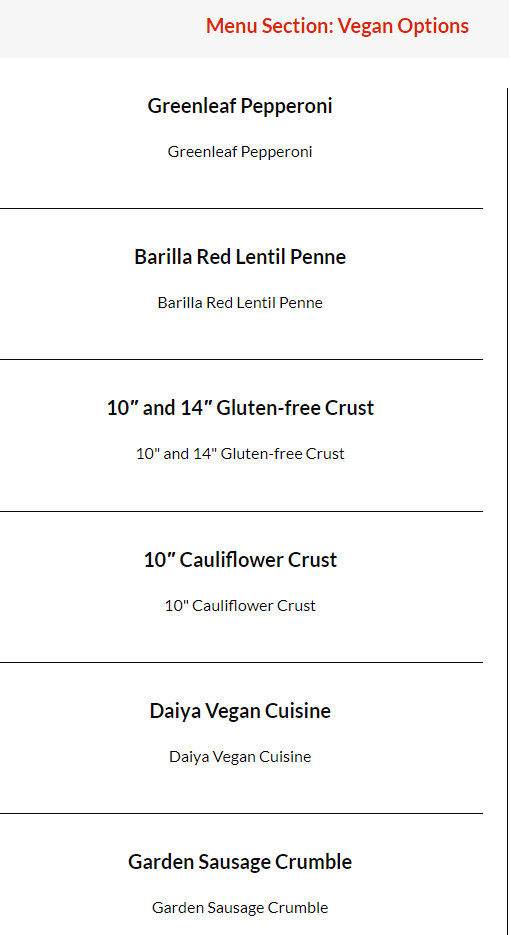 Menu Section: Vegan Options
Greenleaf Pepperoni
Greenleaf Pepperoni
Barilla Red Lentil Penne
Barilla Red Lentil Penne
10″ and 14″ Gluten-free Crust
10" and 14" Gluten-free Crust
10″ Cauliflower Crust
10" Cauliflower Crust
Daiya Vegan Cuisine
Daiya Vegan Cuisine
Garden Sausage Crumble
Garden Sausage Crumble